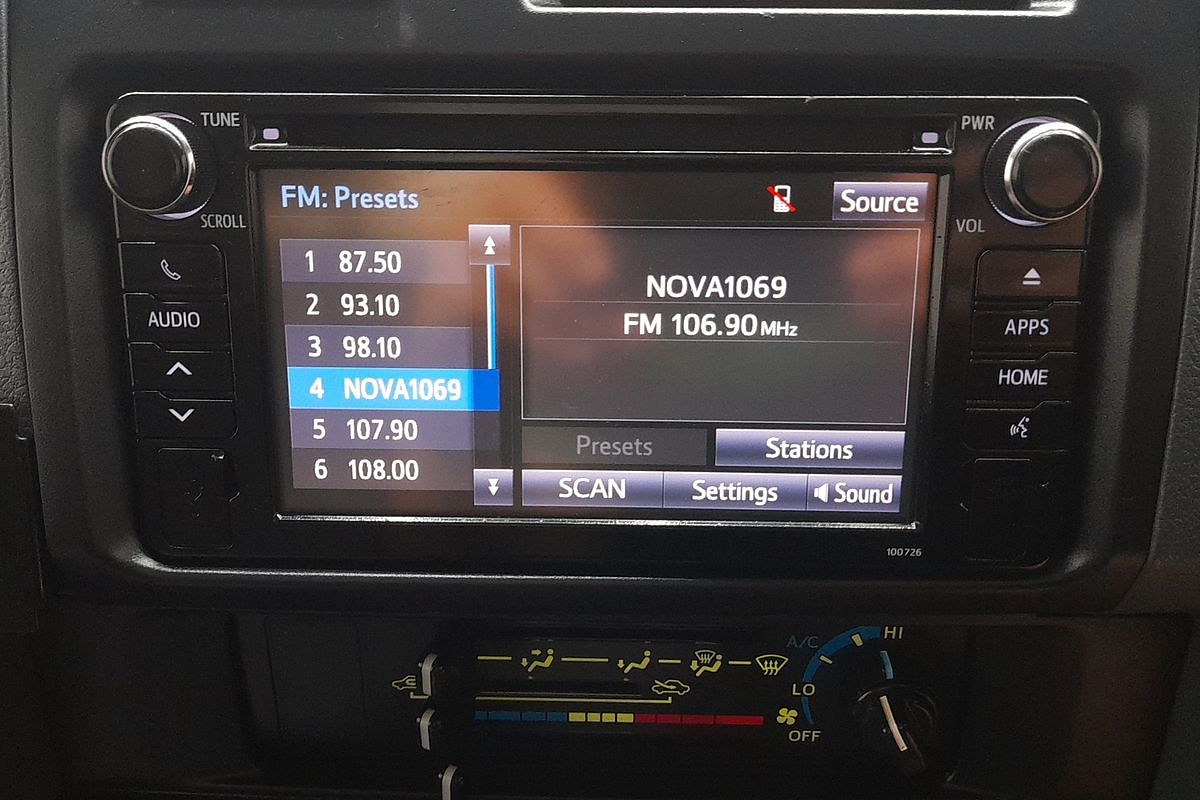 TUNE
PWR
SCROLL
VOL
FM: Presets
Source
1 87.50
2 93.10
3 98.10
4 NOVA1069
5 107.90
6 108.00
NOVA1069
FM 106.90 MHz
Presets
Stations
SCAN
Settings
Sound
AUDIO
APPS
HOME
100726
A/C
HI
LO
OFF